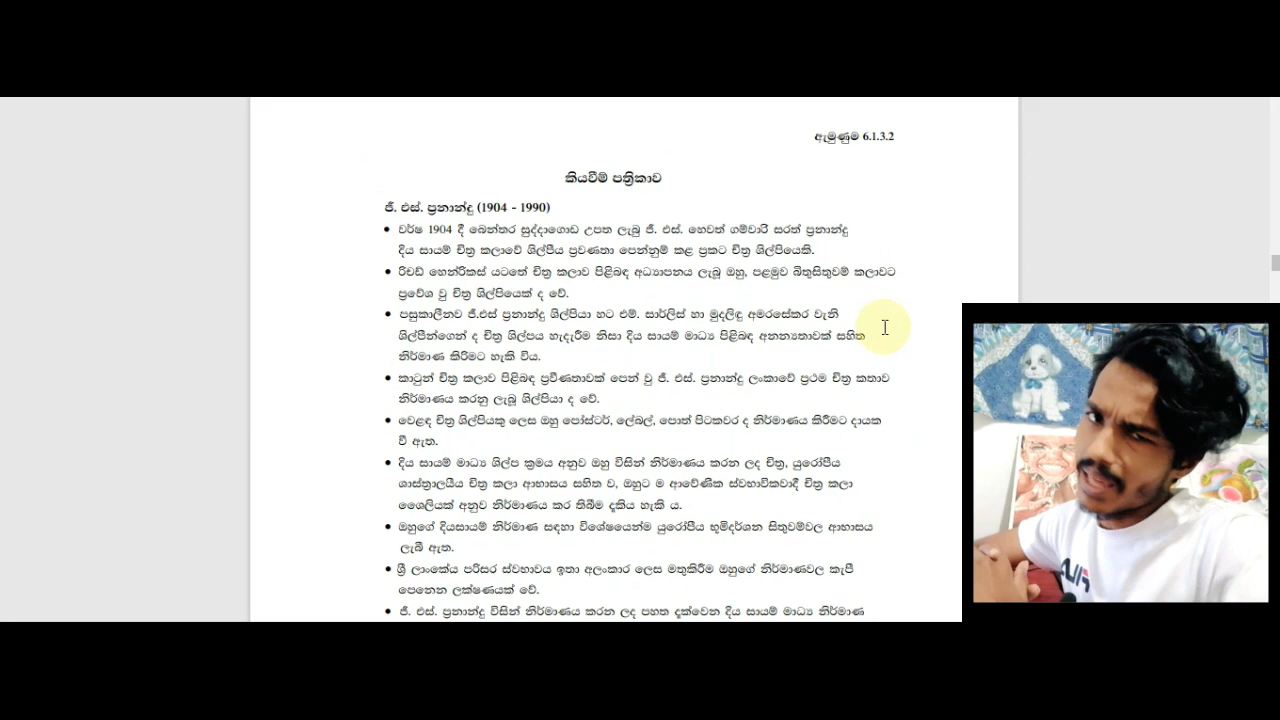 ඇමුණුම 6.1.3.2
කියවීම් පත්‍රිකාව
ජී. එස්. ප්‍රනාන්දු (1904 - 1990)
• වර්ෂ 1904 දී බෙන්තර සුද්දාගොඩ උපත ලැබු ජී. එස්. හෙවත් ගම්වාරි සරත් ප්‍රනාන්දු
දිය සායම් චිත්‍ර කලාවේ ශිල්පීය ප්‍රවණතා පෙන්නුම් කළ ප්‍රකට චිත්‍ර ශිල්පියෙකි.
• රිචඩ් හෙන්රිකස් යටතේ චිත්‍ර කලාව පිළිබඳ අධ්‍යාපනය ලැබූ ඔහු, පළමුව බිතුසිතුවම් කලාවට
ප්‍රවේශ වු චිත්‍ර ශිල්පියෙක් ද වේ.
• පසුකාලීනව ජී.එස් ප්‍රනාන්දු ශිල්පියා හට එම්. සාර්ලිස් හා මුදලිඳු අමරසේකර වැනි
ශිල්පීන්ගෙන් ද චිත්‍ර ශිල්පය හැදෑරීම නිසා දිය සායම් මාධ්‍ය පිළිබඳ අනන්‍යතාවක් සහිත
නිර්මාණ කිරීමට හැකි විය.
• කාටුන් චිත්‍ර කලාව පිළිබඳ ප්‍රවීණතාවක් පෙන් වු ජී. එස්. ප්‍රනාන්දු ලංකාවේ ප්‍රථම චිත්‍ර කතාව
නිර්මාණය කරනු ලැබූ ශිල්පියා ද වේ.
• වෙළඳ චිත්‍ර ශිල්පියකු ලෙස ඔහු පෝස්ටර්, ලේබල්, පොත් පිටකවර ද නිර්මාණය කිරීමට දායක
වී ඇත.
• දිය සායම් මාධ්‍ය ශිල්ප ක්‍රමය අනුව ඔහු විසින් නිර්මාණය කරන ලද චිත්‍ර, යුරෝපීය
ශාස්ත්‍රාලයීය චිත්‍ර කලා ආභාසය සහිත ව, ඔහුට ම ආවේණික ස්වභාවිකවාදී චිත්‍ර කලා
ශෛලියක් අනුව නිර්මාණය කර තිබීම දැකිය හැකි ය.
• ඔහුගේ දියසායම් නිර්මාණ සඳහා විශේෂයෙන්ම යුරෝපීය භූමිදර්ශන සිතුවම්වල ආභාසය
ලැබී ඇත.
• ශ්‍රී ලාංකේය පරිසර ස්වභාවය ඉතා අලංකාර ලෙස මතුකිරීම ඔහුගේ නිර්මාණවල කැපී
පෙනෙන ලක්ෂණයක් වේ.
• ජී. එස්. ප්‍රනාන්දු විසින් නිර්මාණය කරන ලද පහත දැක්වෙන දිය සායම් මාධ්‍ය නිර්මාණ